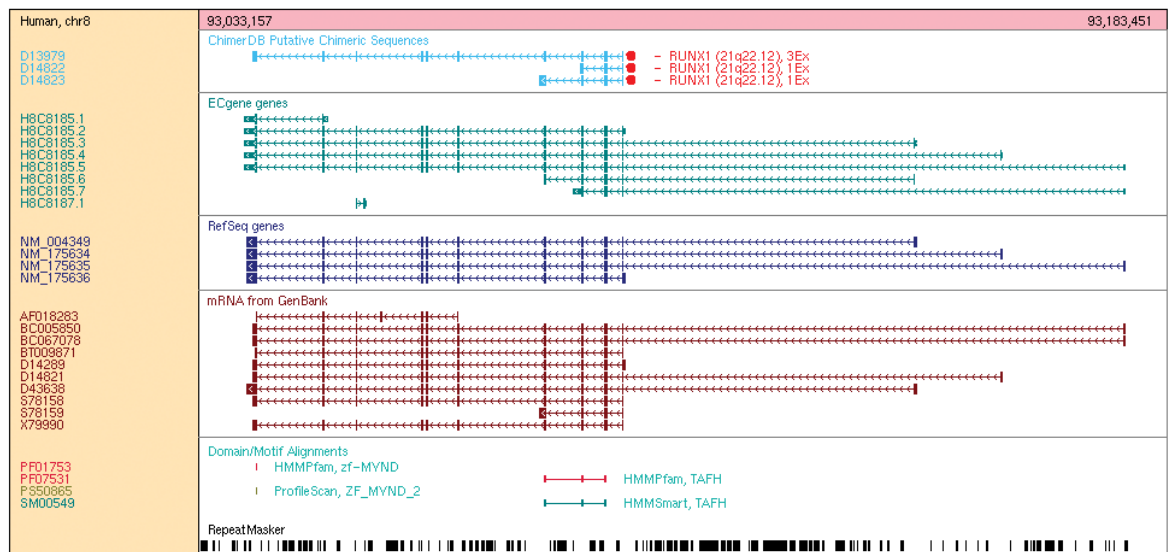 Human, chr8 93,033,157 93,183,451
ChimerDB Putative Chimeric Sequences
D13979 - RUNX1 (21q22.12), 3Ex
D14822 - RUNX1 (21q22.12), 1Ex
D14823 - RUNX1 (21q22.12), 1Ex
ECgene genes
H8C8185.1
H8C8185.2
H8C8185.3
H8C8185.4
H8C8185.5
H8C8185.6
H8C8185.7
H8C8187.1
RefSeq genes
NM_004349
NM_175634
NM_175635
NM_175636
mRNA from GenBank
AF018283
BC005850
BC067078
BT009871
D14289
D14821
D43638
S78158
S78159
X79990
Domain/Motif Alignments
PF01753 HMMPfam, zf-MYND
PF07531 HMMPfam, TAFH
PS50865 ProfileScan, ZF_MYND_2
SM00549 HMMSmart, TAFH
RepeatMasker